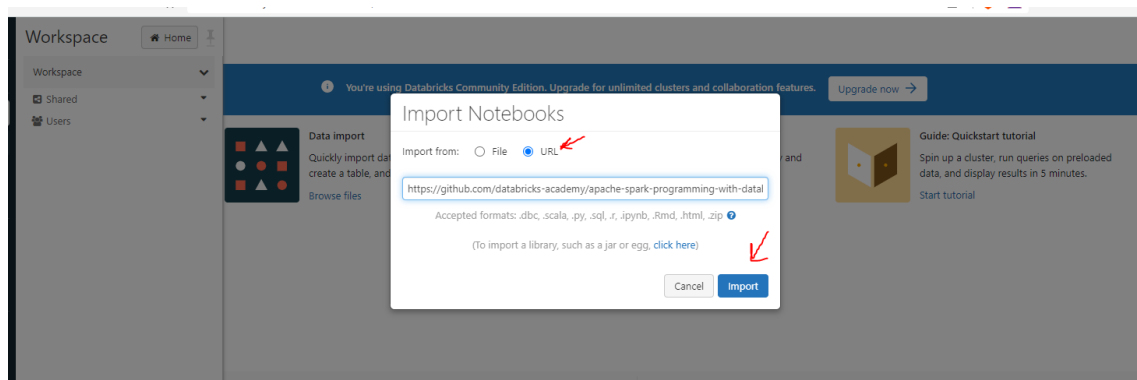 Workspace
Home
Workspace
Shared
Users
You're using Databricks Community Edition. Upgrade for unlimited clusters and collaboration features.
Upgrade now →
Import Notebooks
Import from: File URL
https://github.com/databricks-academy/apache-spark-programming-with-datal
Accepted formats: .dbc, .scala, .py, .sql, .r, .ipynb, .Rmd, .html, .zip
(To import a library, such as a jar or egg, click here)
Cancel Import
Data import
Quickly import dat
create a table, and
Browse files
and
Guide: Quickstart tutorial
Spin up a cluster, run queries on preloaded
data, and display results in 5 minutes.
Start tutorial